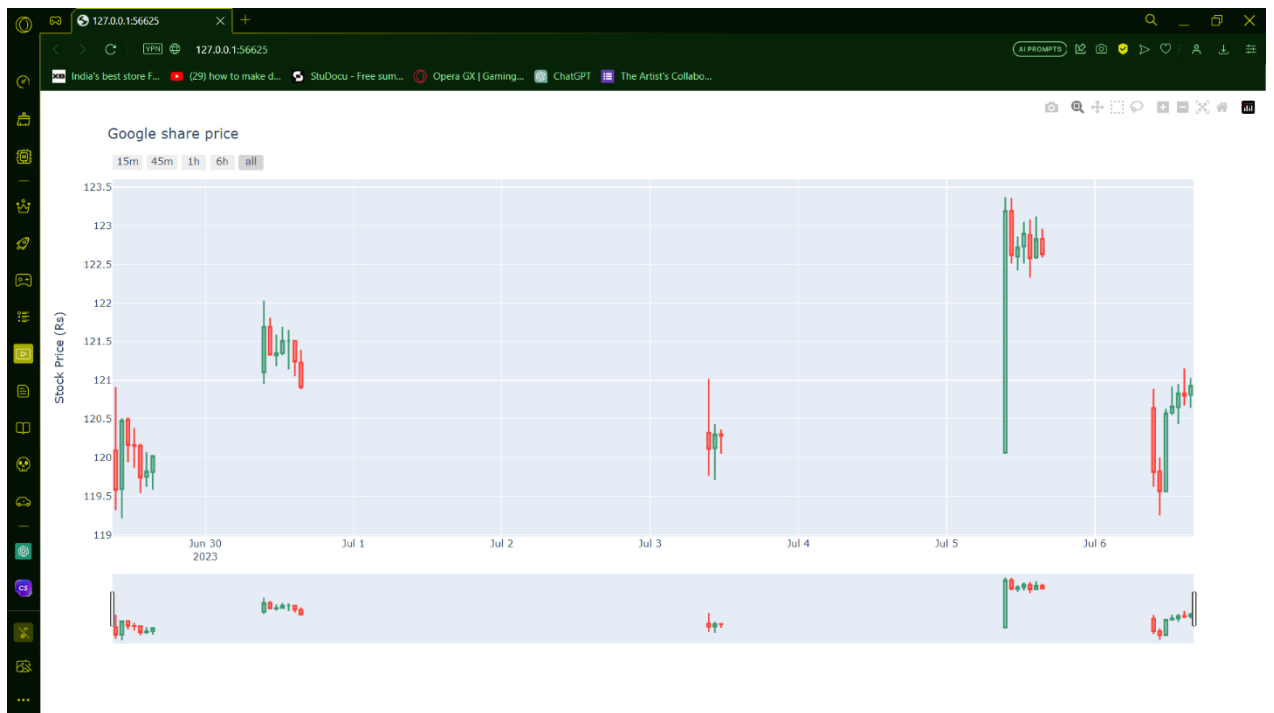 127.0.0.1:56625
VPN 127.0.0.1:56625 AI PROMPTS
XB India's best store F... (29) how to make d... StuDocu - Free sum... Opera GX | Gaming... ChatGPT The Artist's Collabo...
Google share price
15m 45m 1h 6h all
123.5
123
122.5
122
121.5
121
120.5
120
119.5
119
Stock Price (Rs)
Jun 30 Jul 1 Jul 2 Jul 3 Jul 4 Jul 5 Jul 6
2023
CS